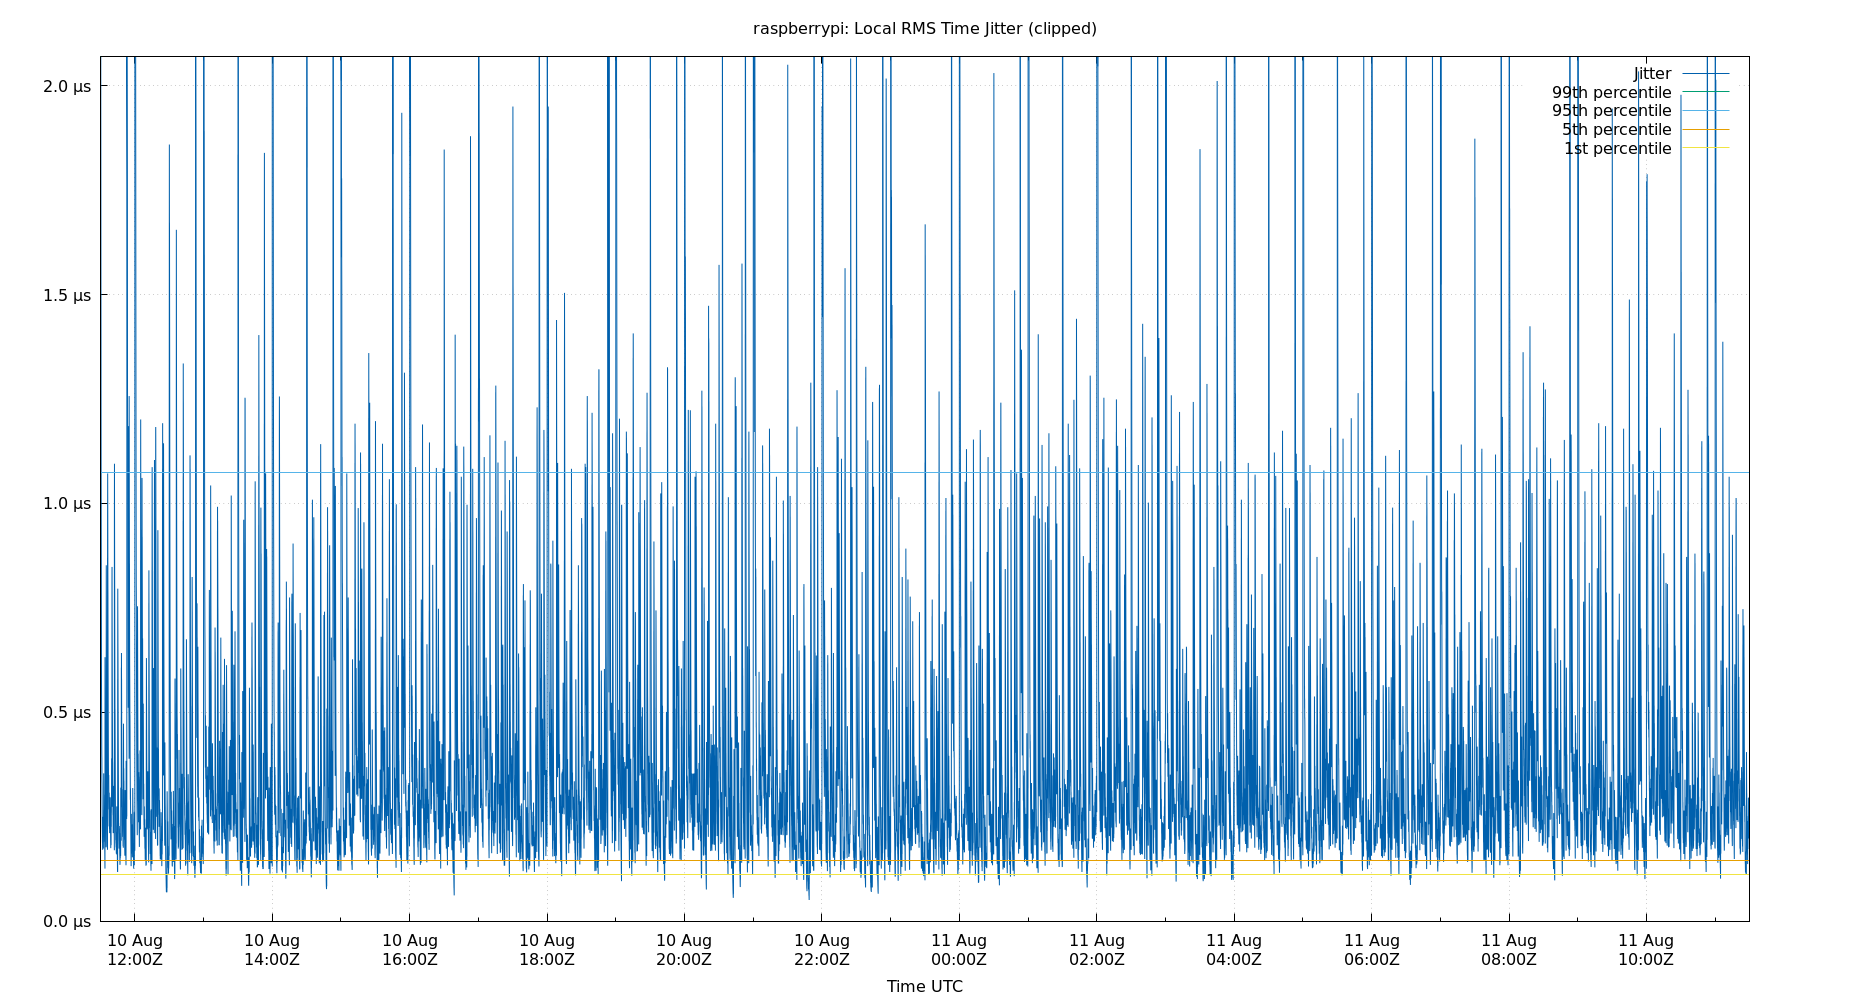 raspberrypi: Local RMS Time Jitter (clipped)
2.0 µs
1.5 µs
1.0 µs
0.5 µs
0.0 µs
Jitter
99th percentile
95th percentile
5th percentile
1st percentile
10 Aug 10 Aug 10 Aug 10 Aug 10 Aug 10 Aug 11 Aug 11 Aug 11 Aug 11 Aug 11 Aug 11 Aug
12:00Z 14:00Z 16:00Z 18:00Z 20:00Z 22:00Z 00:00Z 02:00Z 04:00Z 06:00Z 08:00Z 10:00Z
Time UTC